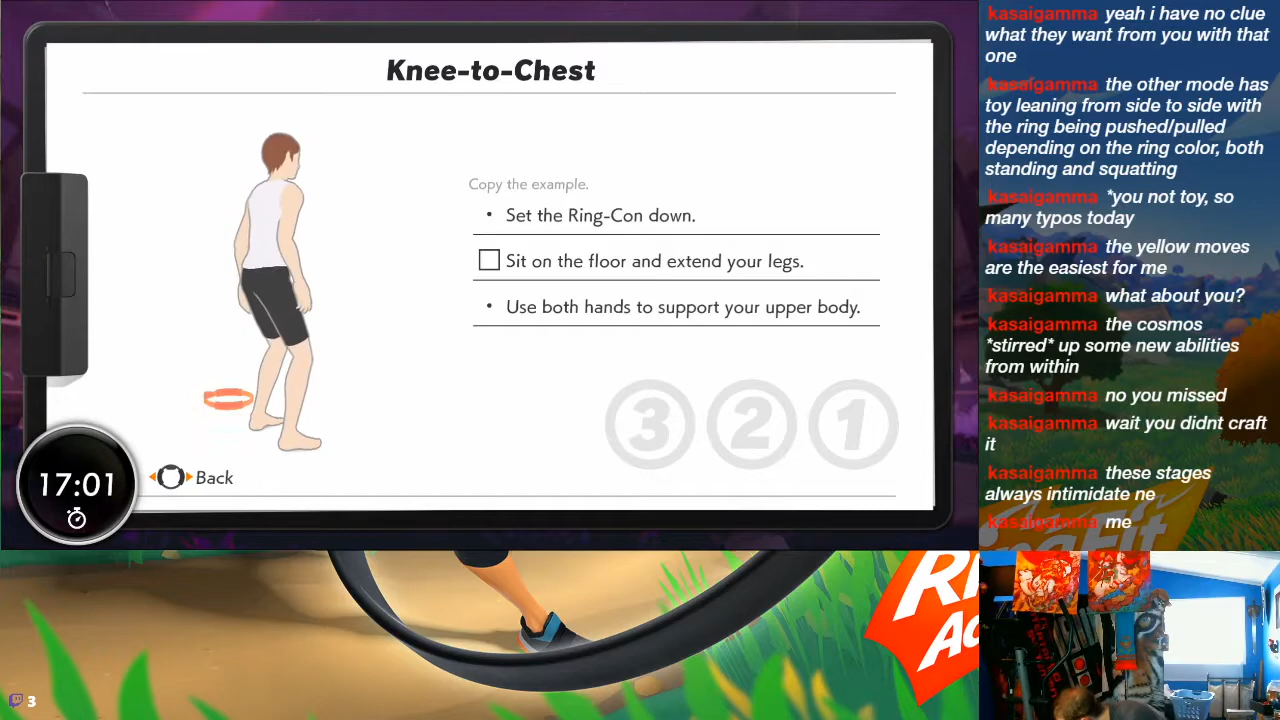 Knee-to-Chest
Copy the example.
• Set the Ring-Con down.
Sit on the floor and extend your legs.
• Use both hands to support your upper body.
3 2 1
17:01
Back
kasaigamma yeah i have no clue
what they want from you with that
one
kasaigamma the other mode has
toy leaning from side to side with
the ring being pushed/pulled
depending on the ring color, both
standing and squatting
kasaigamma *you not toy, so
many typos today
kasaigamma the yellow moves
are the easiest for me
kasaigamma what about you?
kasaigamma the cosmos
*stirred* up some new abilities
from within
kasaigamma no you missed
kasaigamma wait you didnt craft
it
kasaigamma these stages
always intimidate ne
kasaigamma me
3